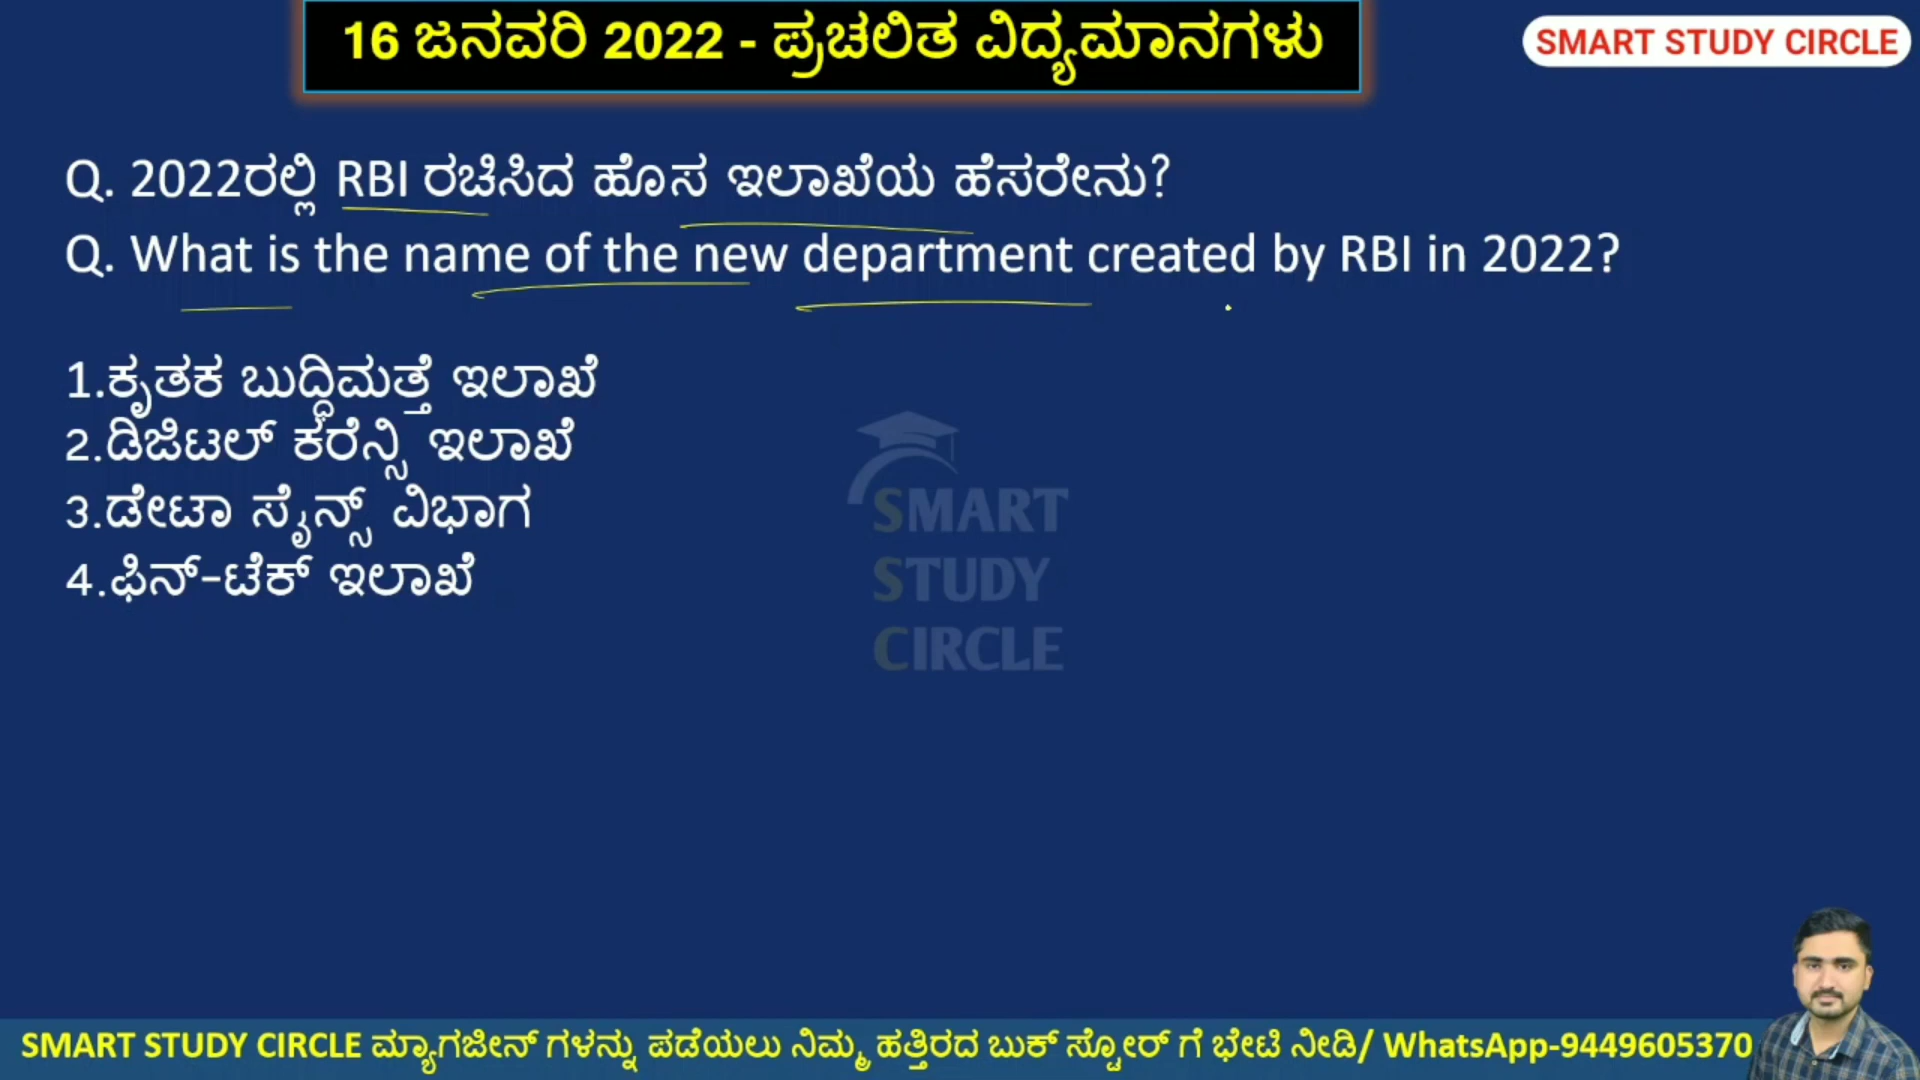 16 ಜನವರಿ 2022 - ಪ್ರಚಲಿತ ವಿದ್ಯಮಾನಗಳು
SMART STUDY CIRCLE
Q. 2022ರಲ್ಲಿ RBI ರಚಿಸಿದ ಹೊಸ ಇಲಾಖೆಯ ಹೆಸರೇನು?
Q. What is the name of the new department created by RBI in 2022?
1.ಕೃತಕ ಬುದ್ಧಿಮತ್ತೆ ಇಲಾಖೆ
2.ಡಿಜಿಟಲ್ ಕರೆನ್ಸಿ ಇಲಾಖೆ
3.ಡೇಟಾ ಸೈನ್ಸ್ ವಿಭಾಗ
4.ಫಿನ್-ಟೆಕ್ ಇಲಾಖೆ
SMART
STUDY
CIRCLE
SMART STUDY CIRCLE ಮ್ಯಾಗಜೀನ್ ಗಳನ್ನು ಪಡೆಯಲು ನಿಮ್ಮ ಹತ್ತಿರದ ಬುಕ್ ಸ್ಟೋರ್ ಗೆ ಭೇಟಿ ನೀಡಿ/ WhatsApp-9449605370